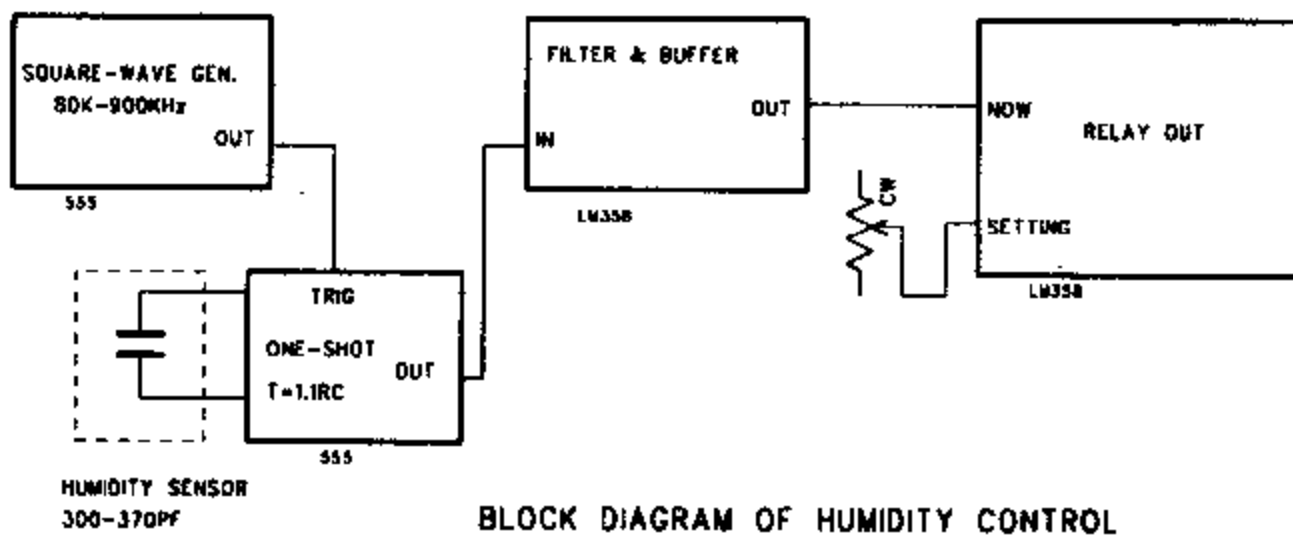 SQUARE-WAVE GEN.
80K-900KHz
OUT
555
FILTER & BUFFER
OUT
IN
LM358
NOW
RELAY OUT
SETTING
LM358
CW
TRIG
ONE-SHOT
OUT
T=1.1RC
555
HUMIDITY SENSOR
300-370PF
BLOCK DIAGRAM OF HUMIDITY CONTROL